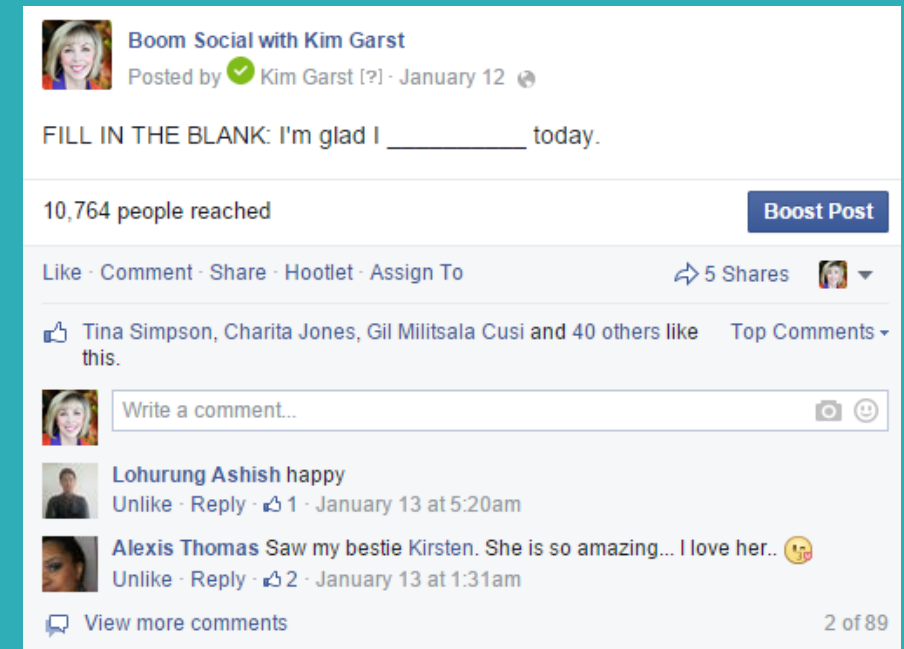 Boom Social with Kim Garst
Posted by Kim Garst [?] · January 12
FILL IN THE BLANK: I'm glad I __________ today.
10,764 people reached
Boost Post
Like · Comment · Share · Hootlet · Assign To
5 Shares
Tina Simpson, Charita Jones, Gil Militsala Cusi and 40 others like
this.
Top Comments
Write a comment...
Lohurung Ashish happy
Unlike · Reply · 1 · January 13 at 5:20am
Alexis Thomas Saw my bestie Kirsten. She is so amazing... I love her..
Unlike · Reply · 2 · January 13 at 1:31am
View more comments
2 of 89